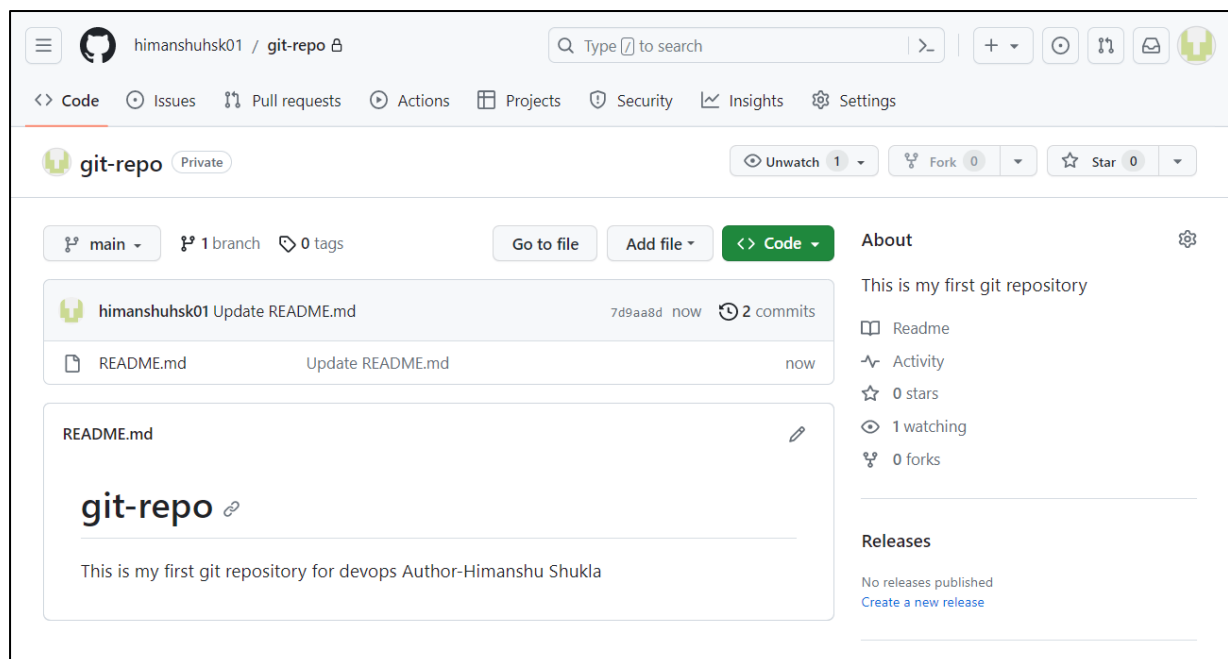 himanshuhsk01 / git-repo
Type / to search
Code Issues Pull requests Actions Projects Security Insights Settings
git-repo Private
Unwatch 1 Fork 0 Star 0
main 1 branch 0 tags Go to file Add file Code
himanshuhsk01 Update README.md 7d9aa8d now 2 commits
README.md Update README.md now
README.md
git-repo
This is my first git repository for devops Author-Himanshu Shukla
About
This is my first git repository
Readme
Activity
0 stars
1 watching
0 forks
Releases
No releases published
Create a new release